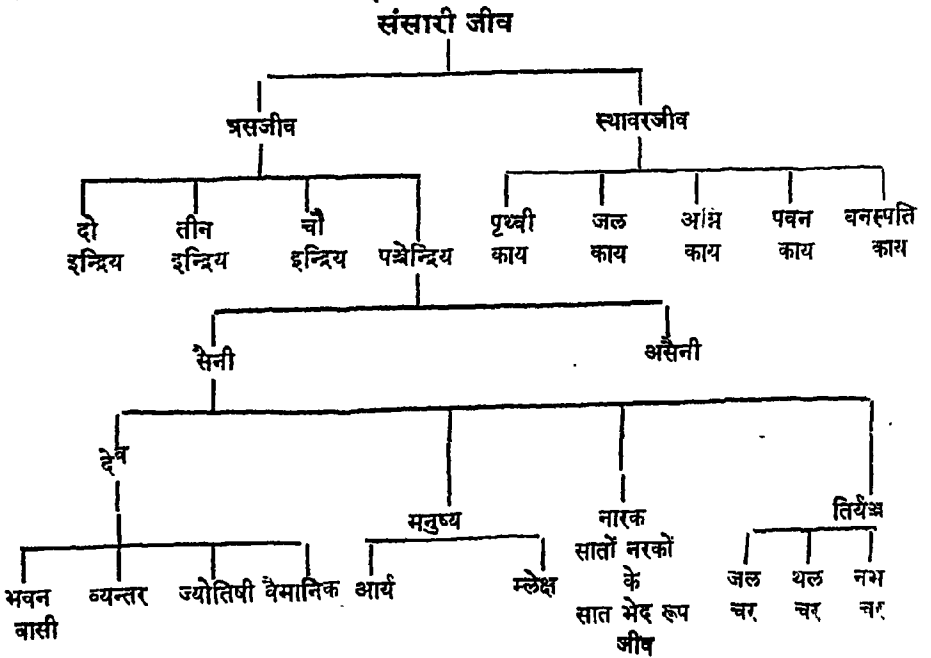 संसारी जीव
त्रसजीव स्थावरजीव
दो तीन चौ पृथ्वी जल अग्नि पवन वनस्पति
इन्द्रिय इन्द्रिय इन्द्रिय पञ्चेन्द्रिय काय काय काय काय काय
सैनी असैनी
देव
मनुष्य नारक तिर्यञ्च
सातों नरकों
भवन व्यन्तर ज्योतिषी वैमानिक आर्य म्लेक्ष के जल थल नभ
वासी सात भेद रूप चर चर चर
जीव